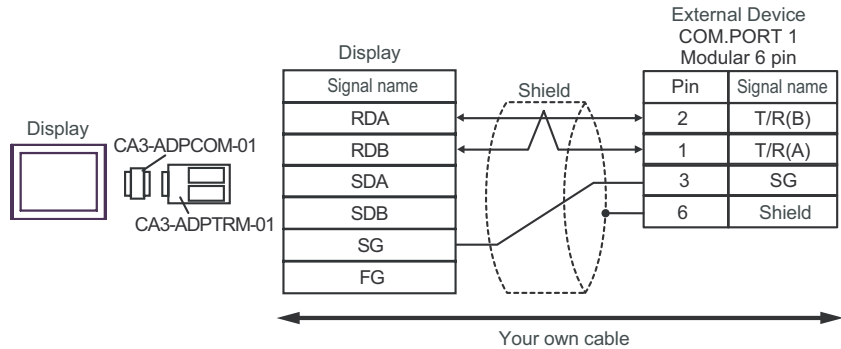 External Device
COM.PORT 1
Modular 6 pin
Display
Signal name
Shield
Pin Signal name
RDA 2 T/R(B)
RDB 1 T/R(A)
SDA 3 SG
SDB 6 Shield
SG
FG
Display
CA3-ADPCOM-01
CA3-ADPTRM-01
Your own cable